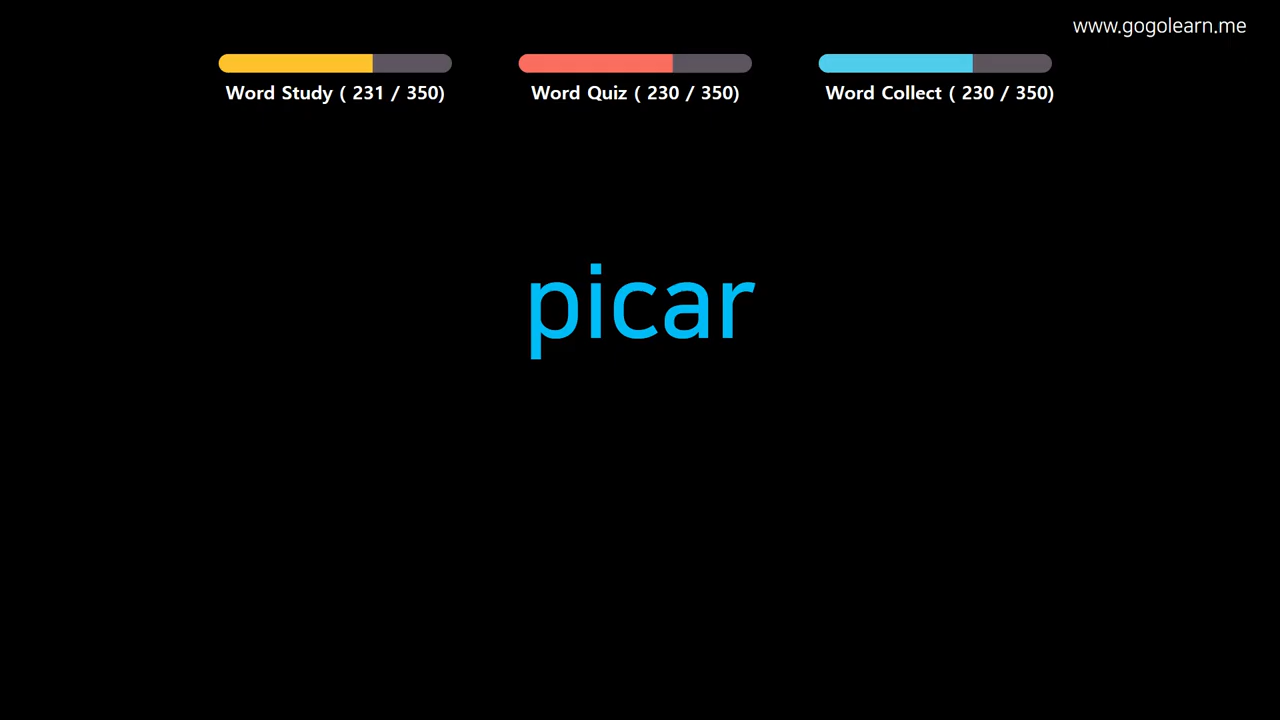 www.gogolearn.me
Word Study ( 231 / 350)
Word Quiz ( 230 / 350)
Word Collect ( 230 / 350)
picar